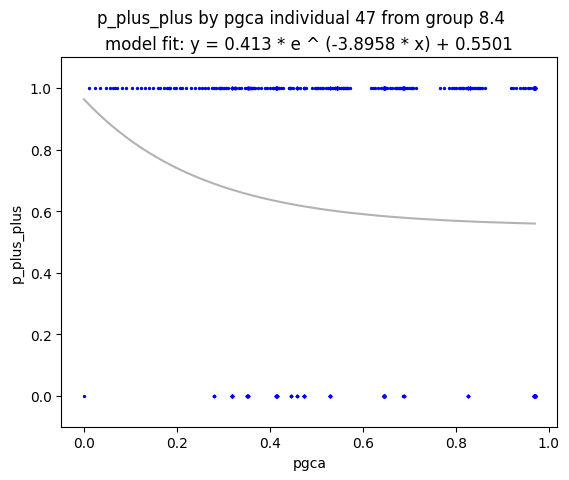 p_plus_plus by pgca individual 47 from group 8.4
model fit: y = 0.413 * e ^ (-3.8958 * x) + 0.5501
1.0
0.8
0.6
0.4
0.2
0.0
p_plus_plus
0.0 0.2 0.4 0.6 0.8 1.0
pgca